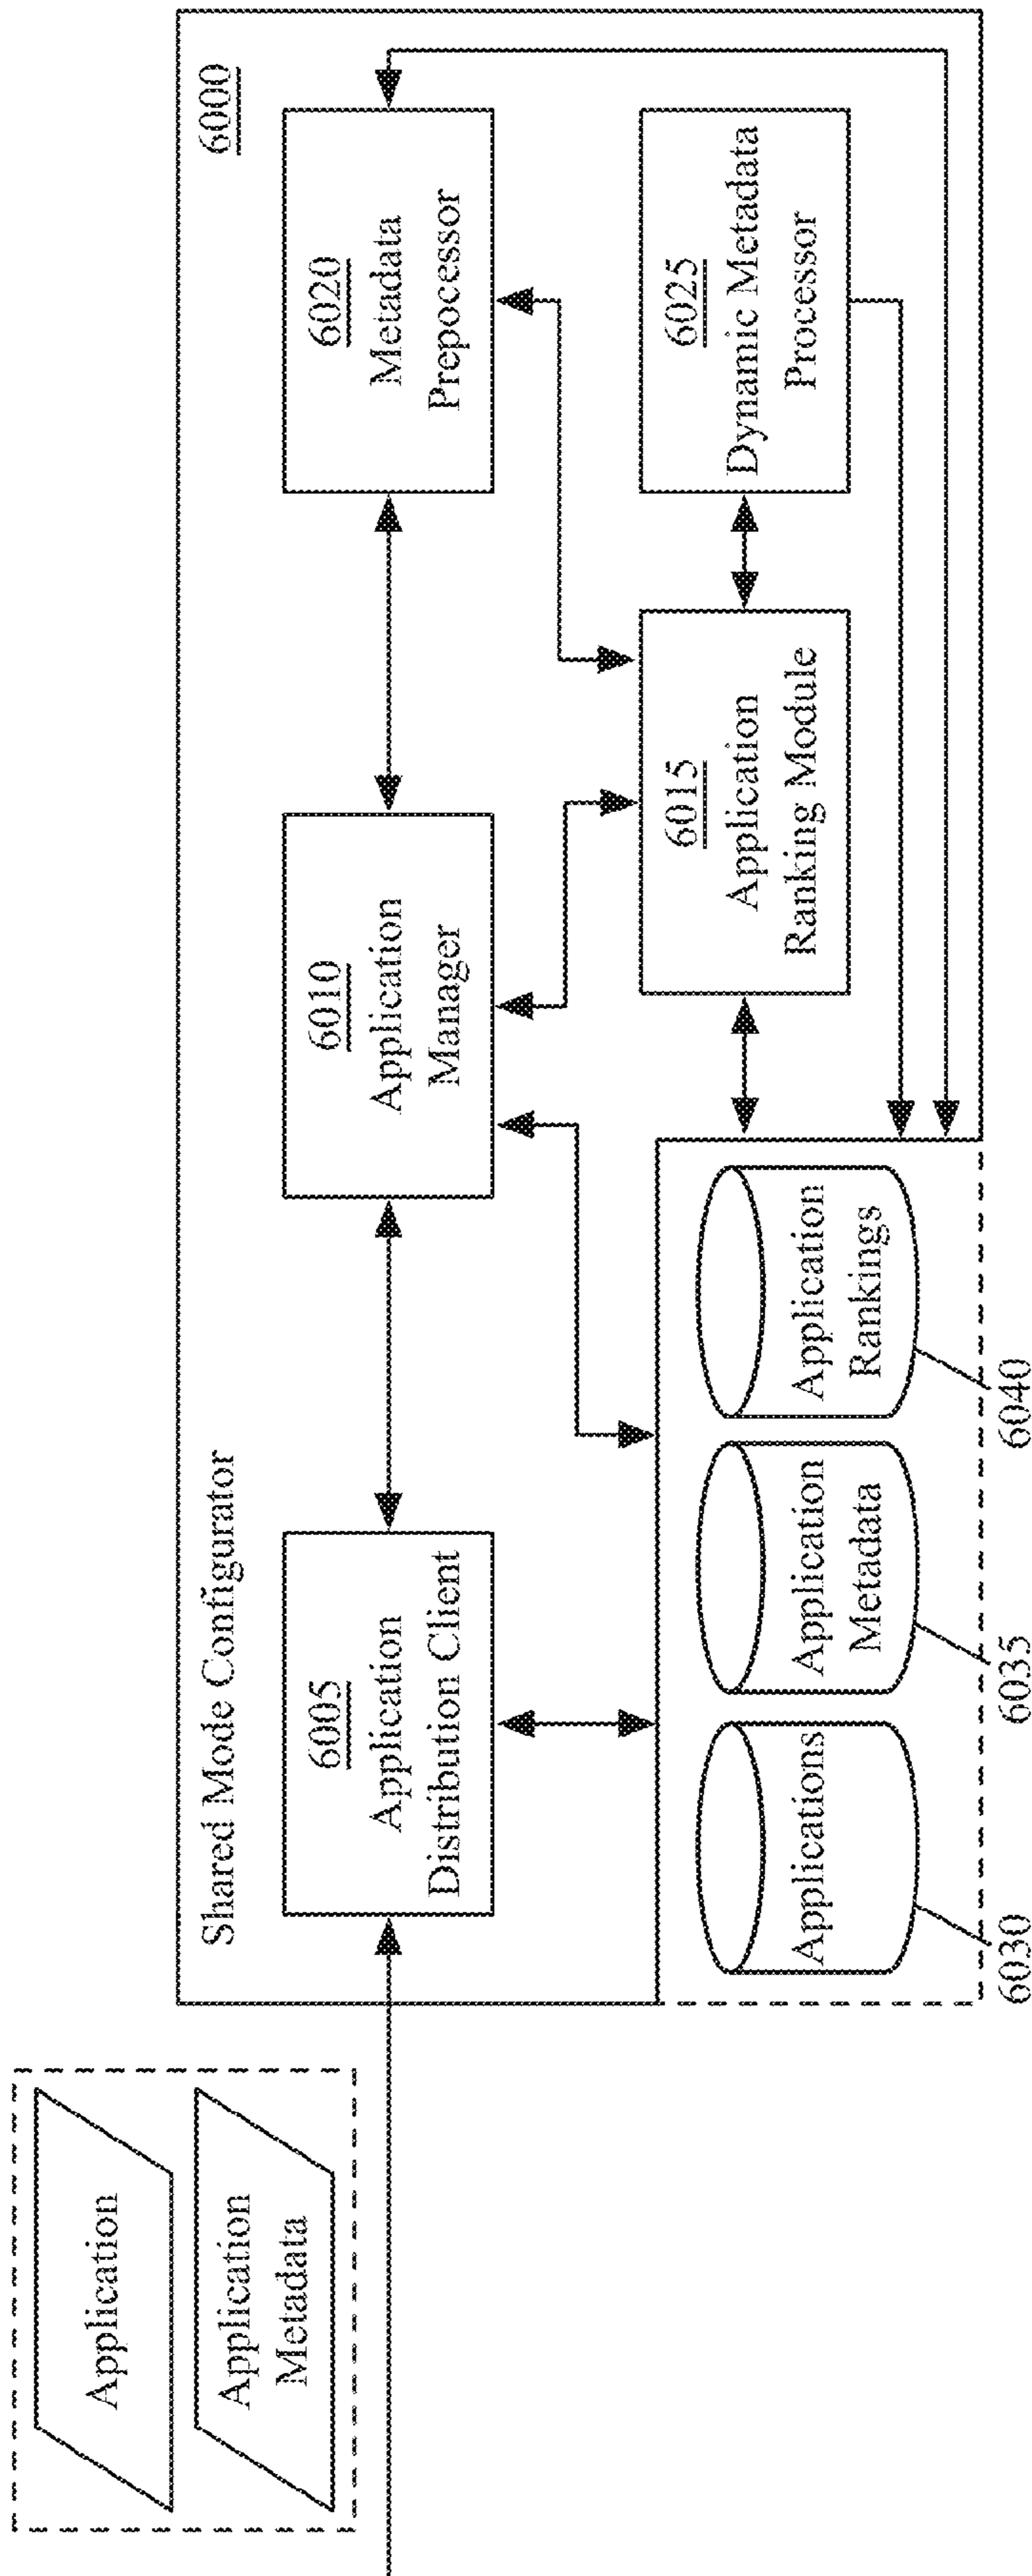 Application
Application
Metadata
Shared Mode Configurator
6000
6005
Application
Distribution Client
6010
Application
Manager
6020
Metadata
Prepocessor
6015
Application
Ranking Module
6025
Dynamic Metadata
Processor
Applications
Application
Metadata
Application
Rankings
6030
6035
6040